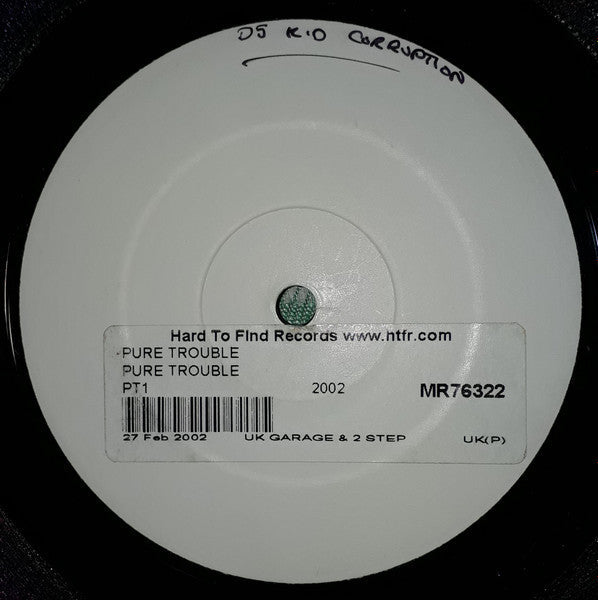 DJ K.O CORRUPTION
Hard To Find Records www.htfr.com
PURE TROUBLE
PURE TROUBLE
PT1 2002 MR76322
27 Feb 2002 UK GARAGE & 2 STEP UK(P)